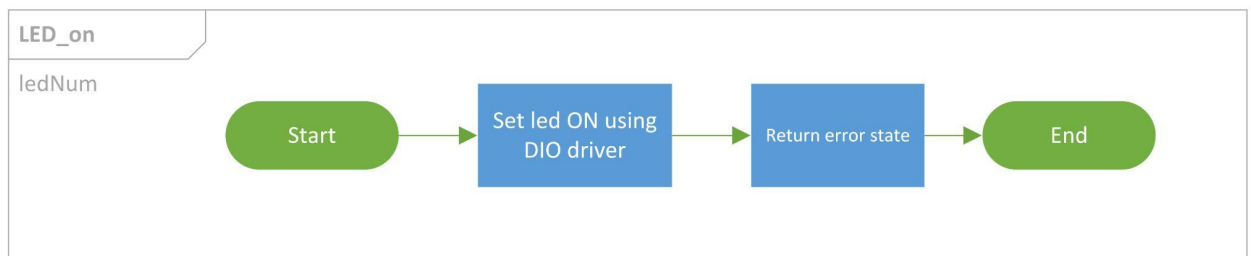 LED_on
ledNum
Start
Set led ON using
DIO driver
Return error state
End